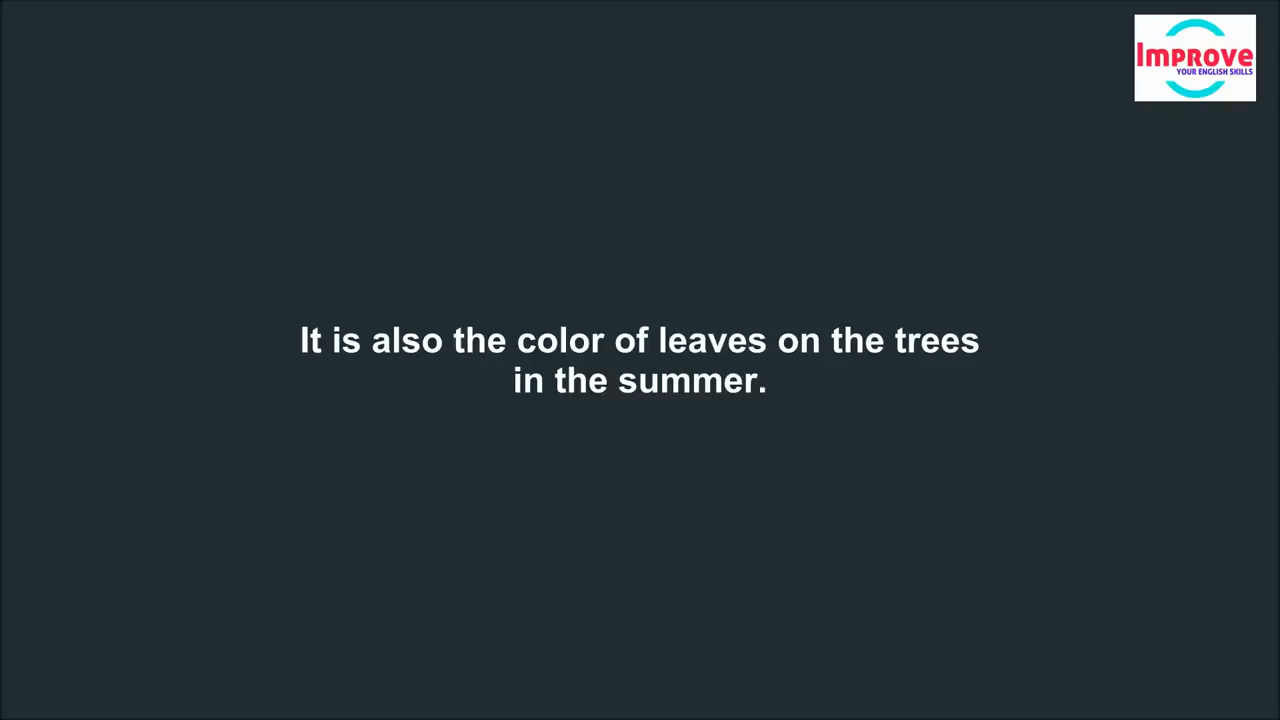 Improve
YOUR ENGLISH SKILLS
It is also the color of leaves on the trees
in the summer.